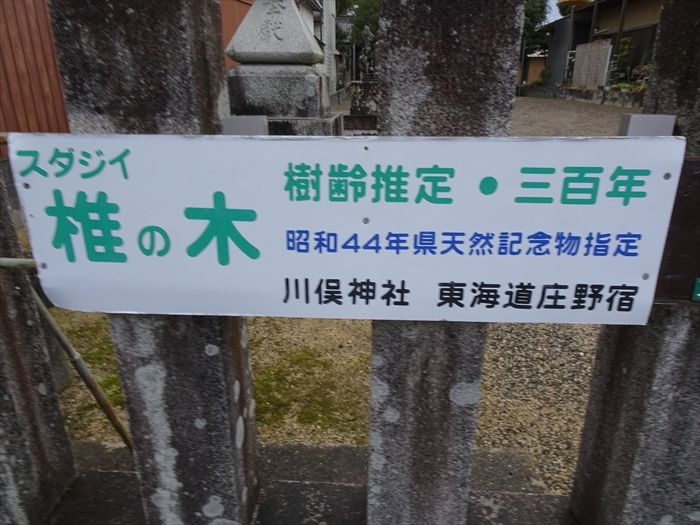 スダジイ
椎の木
樹齢推定・三百年
昭和44年県天然記念物指定
川俣神社 東海道庄野宿
献